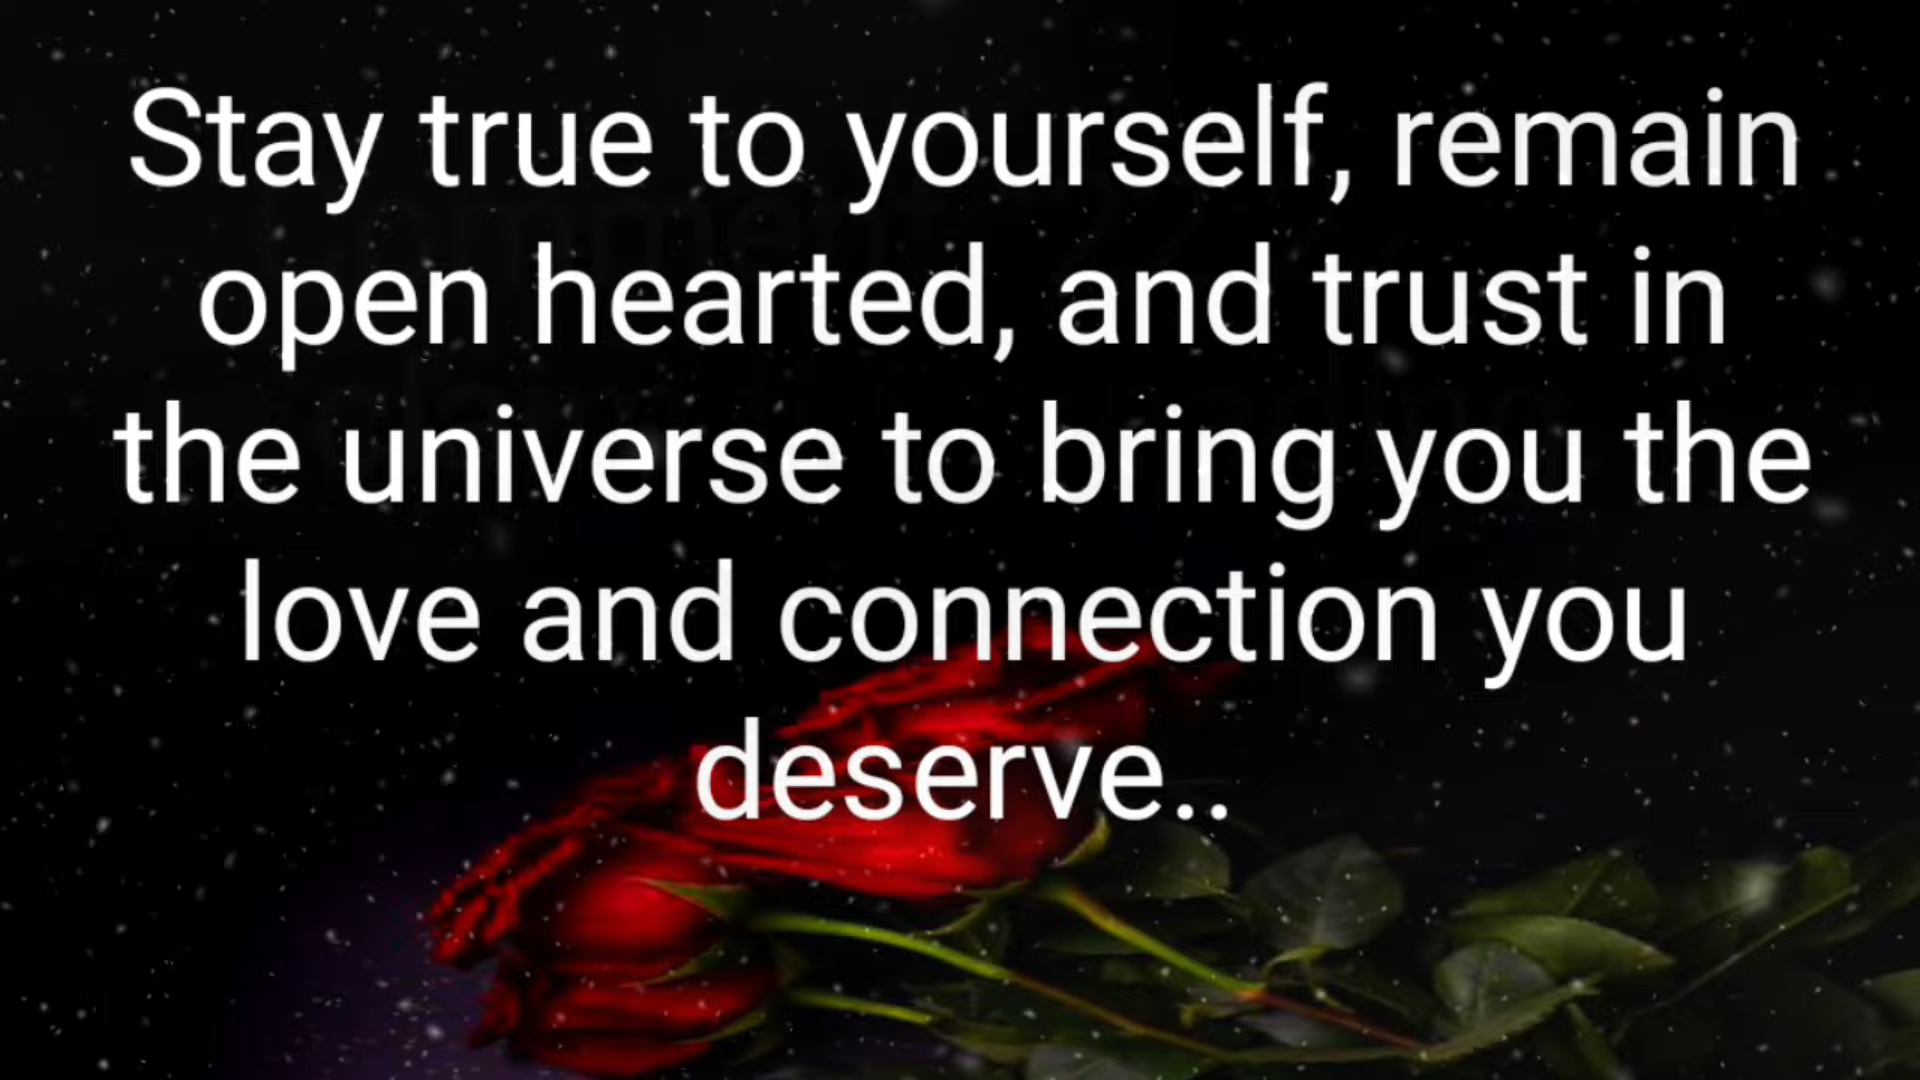 Stay true to yourself, remain
open hearted, and trust in
the universe to bring you the
love and connection you
deserve..